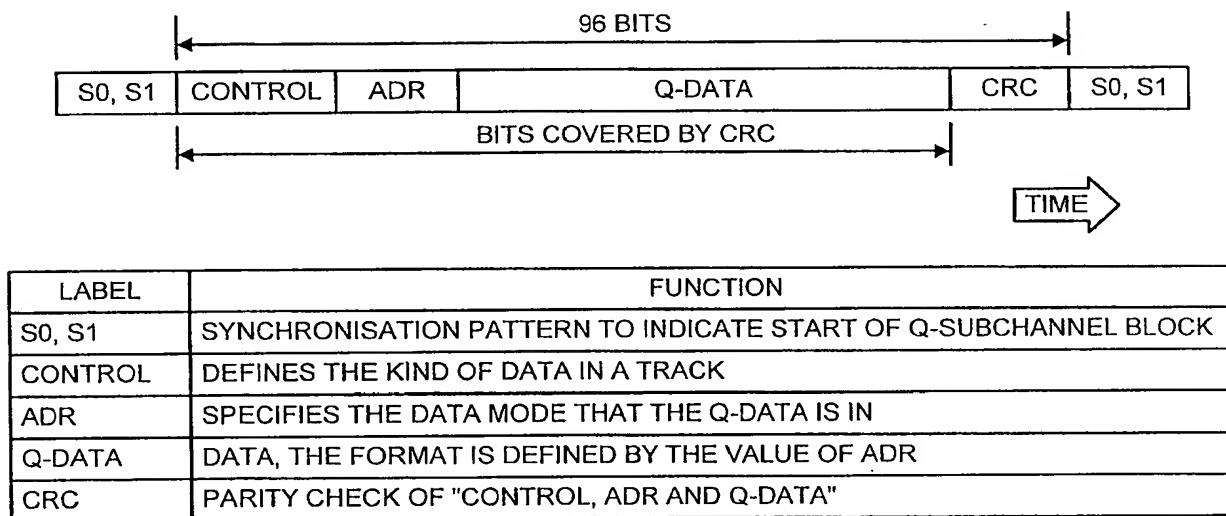 96 BITS
S0, S1 CONTROL ADR Q-DATA CRC S0, S1
BITS COVERED BY CRC
TIME
LABEL FUNCTION
S0, S1 SYNCHRONISATION PATTERN TO INDICATE START OF Q-SUBCHANNEL BLOCK
CONTROL DEFINES THE KIND OF DATA IN A TRACK
ADR SPECIFIES THE DATA MODE THAT THE Q-DATA IS IN
Q-DATA DATA, THE FORMAT IS DEFINED BY THE VALUE OF ADR
CRC PARITY CHECK OF "CONTROL, ADR AND Q-DATA"